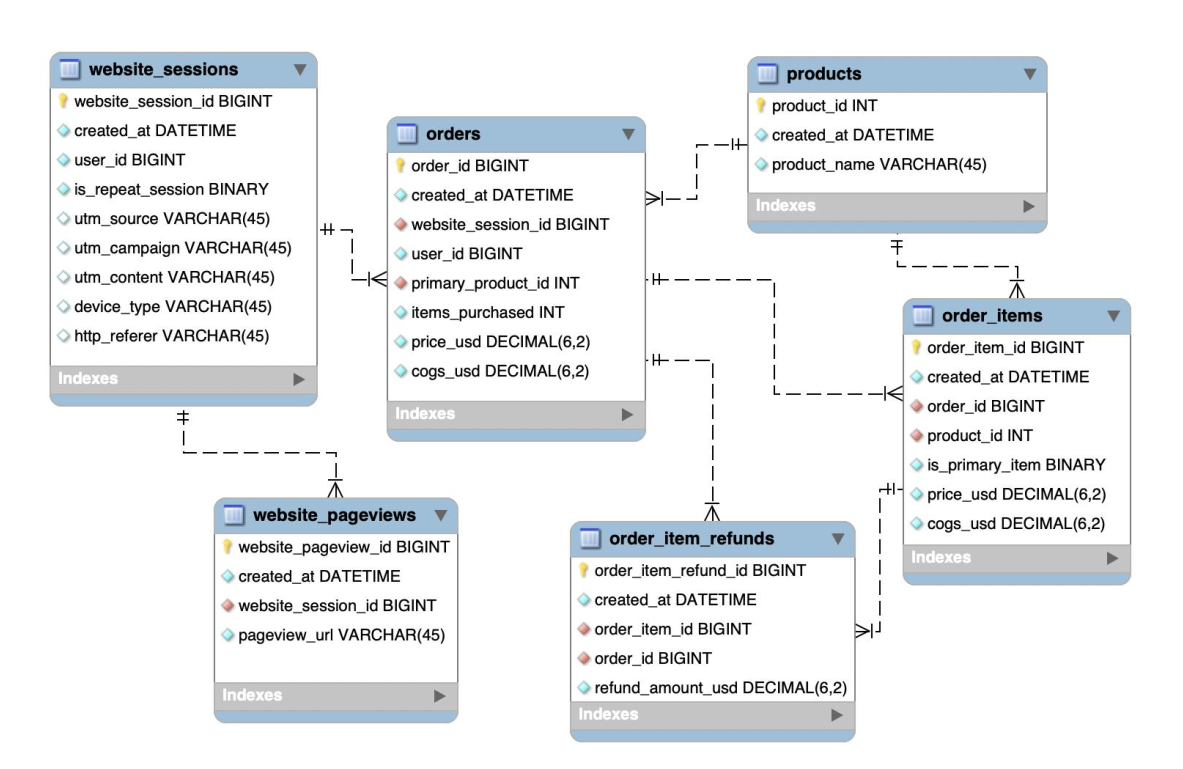 website_sessions
website_session_id BIGINT
created_at DATETIME
user_id BIGINT
is_repeat_session BINARY
utm_source VARCHAR(45)
utm_campaign VARCHAR(45)
utm_content VARCHAR(45)
device_type VARCHAR(45)
http_referer VARCHAR(45)
Indexes
orders
order_id BIGINT
created_at DATETIME
website_session_id BIGINT
user_id BIGINT
primary_product_id INT
items_purchased INT
price_usd DECIMAL(6,2)
cogs_usd DECIMAL(6,2)
Indexes
products
product_id INT
created_at DATETIME
product_name VARCHAR(45)
Indexes
order_items
order_item_id BIGINT
created_at DATETIME
order_id BIGINT
product_id INT
is_primary_item BINARY
price_usd DECIMAL(6,2)
cogs_usd DECIMAL(6,2)
Indexes
website_pageviews
website_pageview_id BIGINT
created_at DATETIME
website_session_id BIGINT
pageview_url VARCHAR(45)
Indexes
order_item_refunds
order_item_refund_id BIGINT
created_at DATETIME
order_item_id BIGINT
order_id BIGINT
refund_amount_usd DECIMAL(6,2)
Indexes